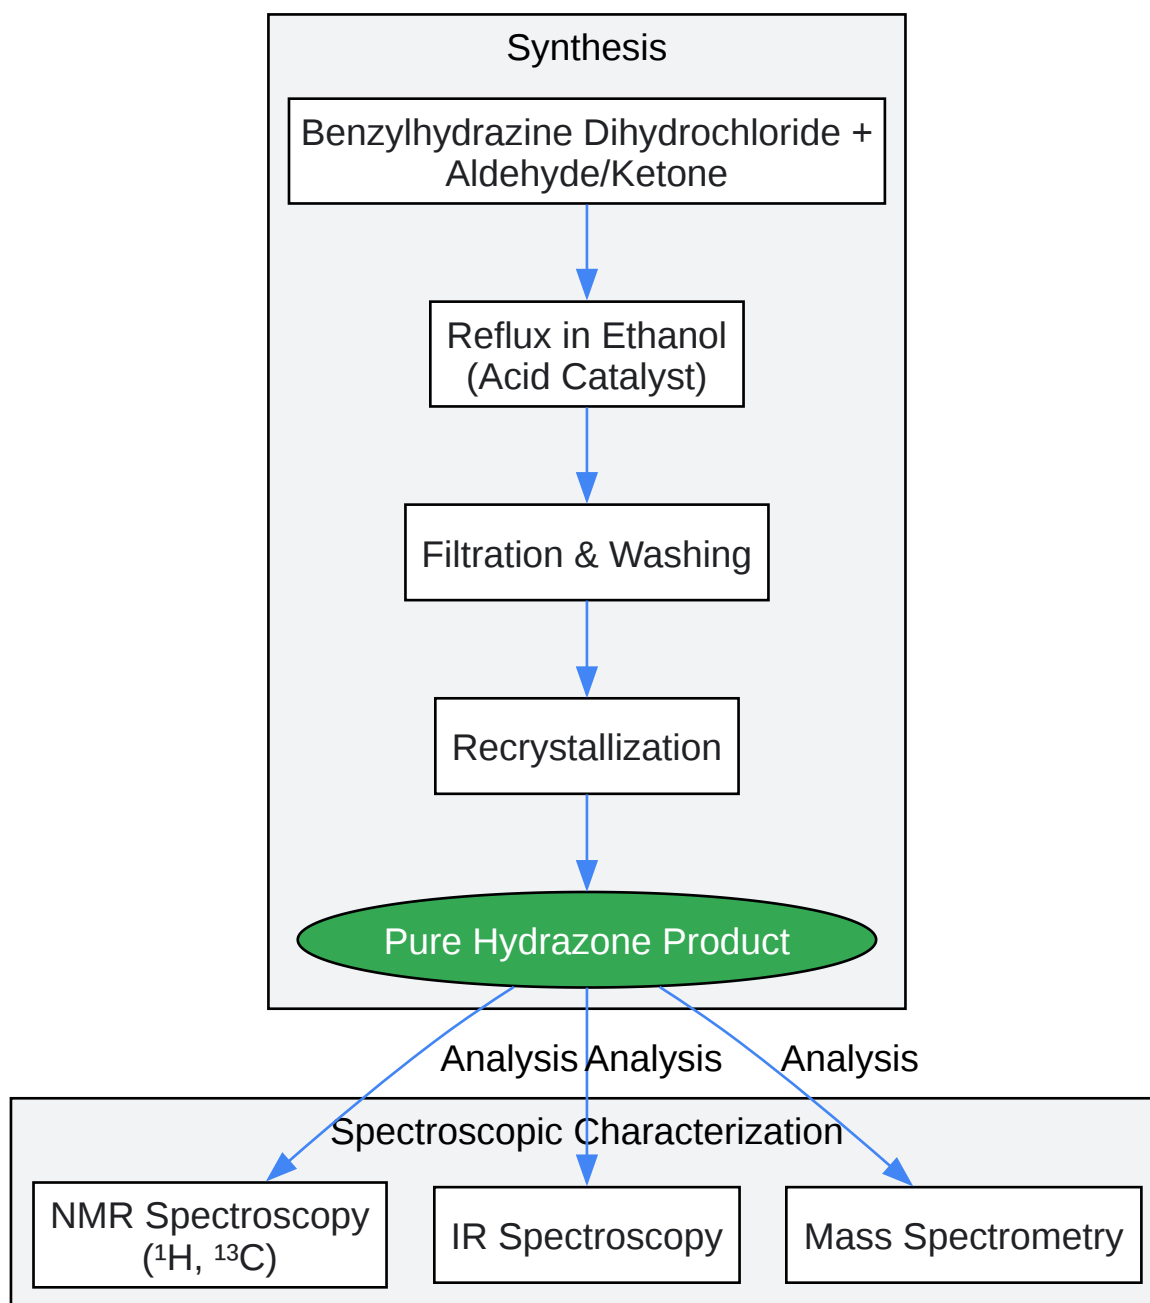 Synthesis
Benzylhydrazine Dihydrochloride +
Aldehyde/Ketone
Reflux in Ethanol
(Acid Catalyst)
Filtration & Washing
Recrystallization
Pure Hydrazone Product
Analysis
Analysis
Analysis
Spectroscopic Characterization
NMR Spectroscopy
(¹H, ¹³C)
IR Spectroscopy
Mass Spectrometry